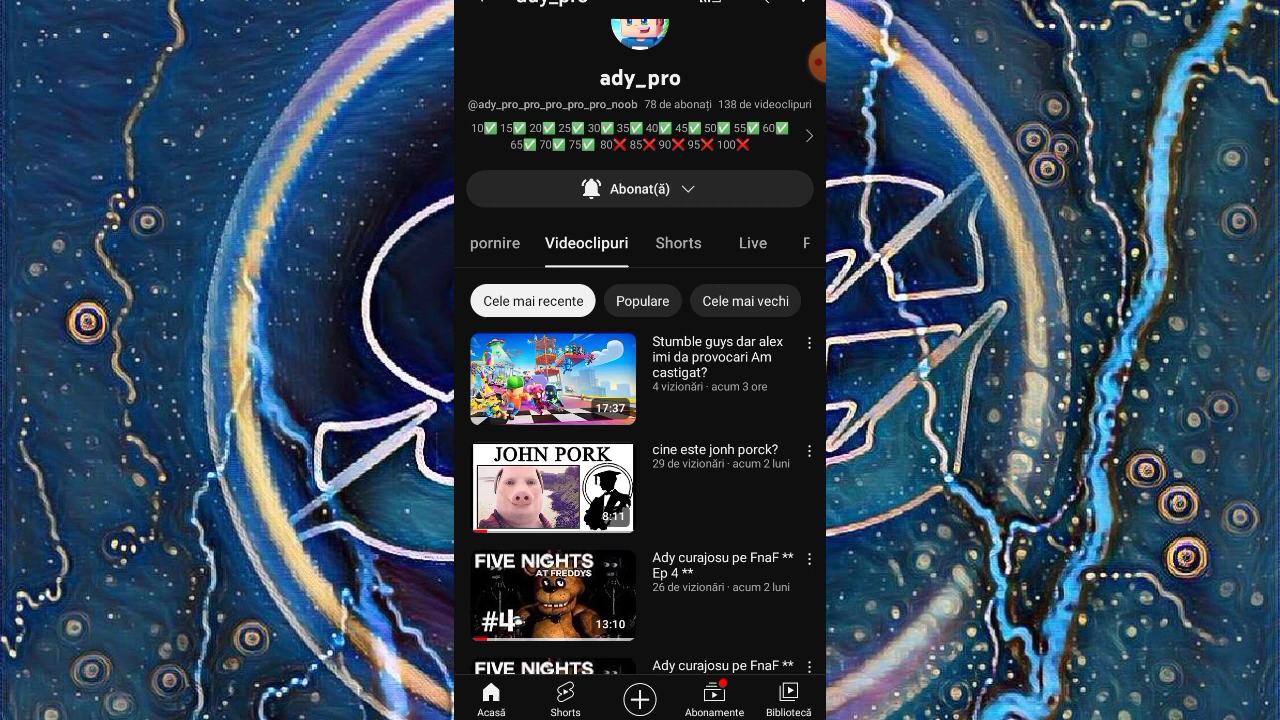 ady_pro
ady_pro
@ady_pro_pro_pro_pro_pro_noob 78 de abonați 138 de videoclipuri
10✅ 15✅ 20✅ 25✅ 30✅ 35✅ 40✅ 45✅ 50✅ 55✅ 60✅
65✅ 70✅ 75✅ 80❌ 85❌ 90❌ 95❌ 100❌
Abonat(ă)
pornire Videoclipuri Shorts Live
Cele mai recente Populare Cele mai vechi
Stumble guys dar alex
imi da provocari Am
castigat?
4 vizionări · acum 3 ore
17:37
JOHN PORK
8:11
cine este jonh porck?
29 de vizionări · acum 2 luni
FIVE NIGHTS
AT FREDDYS
#4
13:10
Ady curajosu pe FnaF **
Ep 4 **
26 de vizionări · acum 2 luni
FIVE NIGHTS
Ady curajosu pe FnaF **
Acasă Shorts Abonamente Bibliotecă